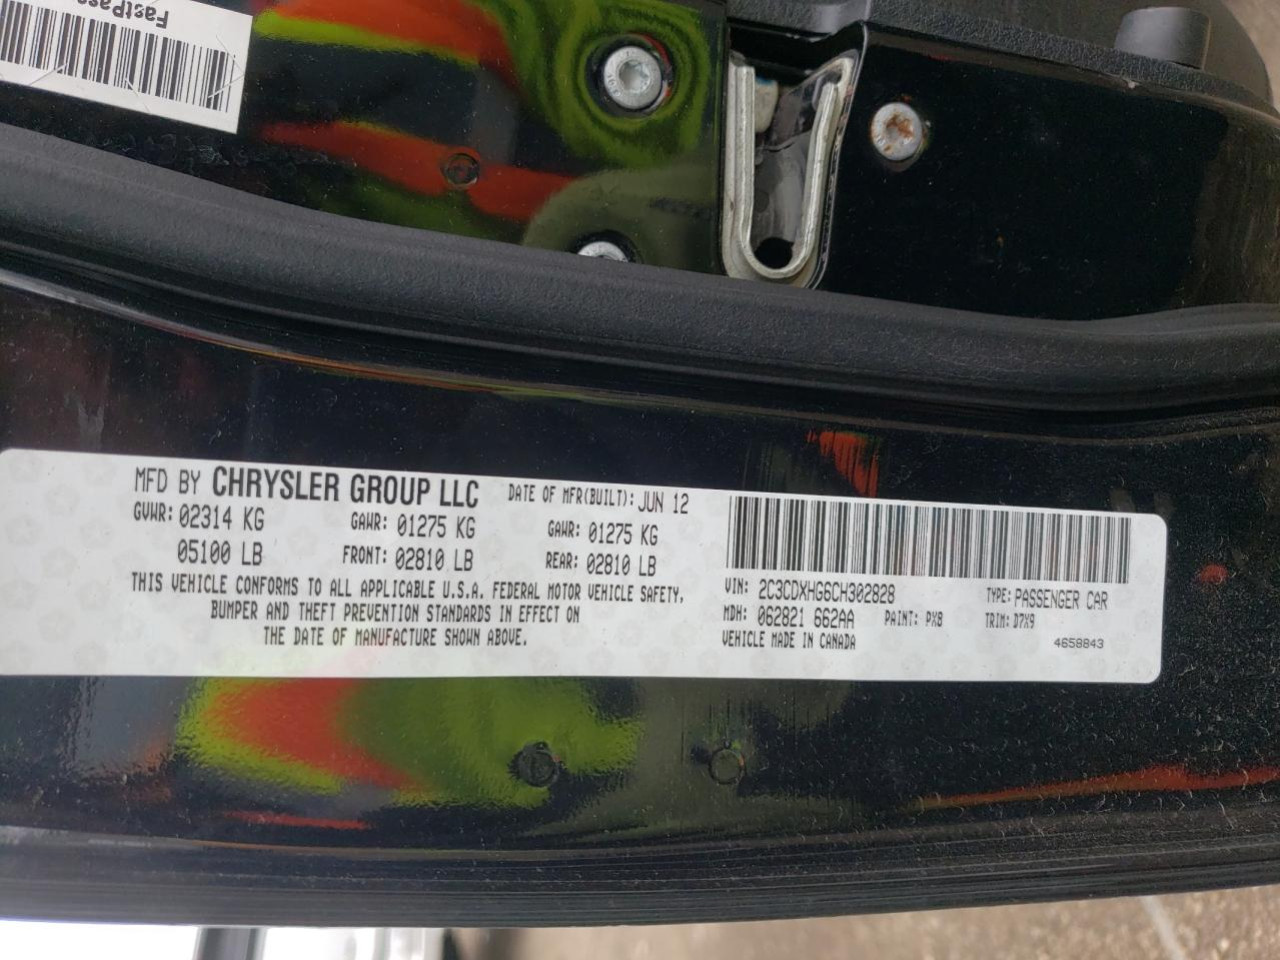 FastPass
MFD BY CHRYSLER GROUP LLC DATE OF MFR(BUILT): JUN 12
GVWR: 02314 KG GAWR: 01275 KG GAWR: 01275 KG
05100 LB FRONT: 02810 LB REAR: 02810 LB
THIS VEHICLE CONFORMS TO ALL APPLICABLE U.S.A. FEDERAL MOTOR VEHICLE SAFETY,
BUMPER AND THEFT PREVENTION STANDARDS IN EFFECT ON
THE DATE OF MANUFACTURE SHOWN ABOVE.
VIN: 2C3CDXHG6CH302828 TYPE: PASSENGER CAR
MDH: 062821 662AA PAINT: PX8 TRIM: D7X9
VEHICLE MADE IN CANADA 4658843